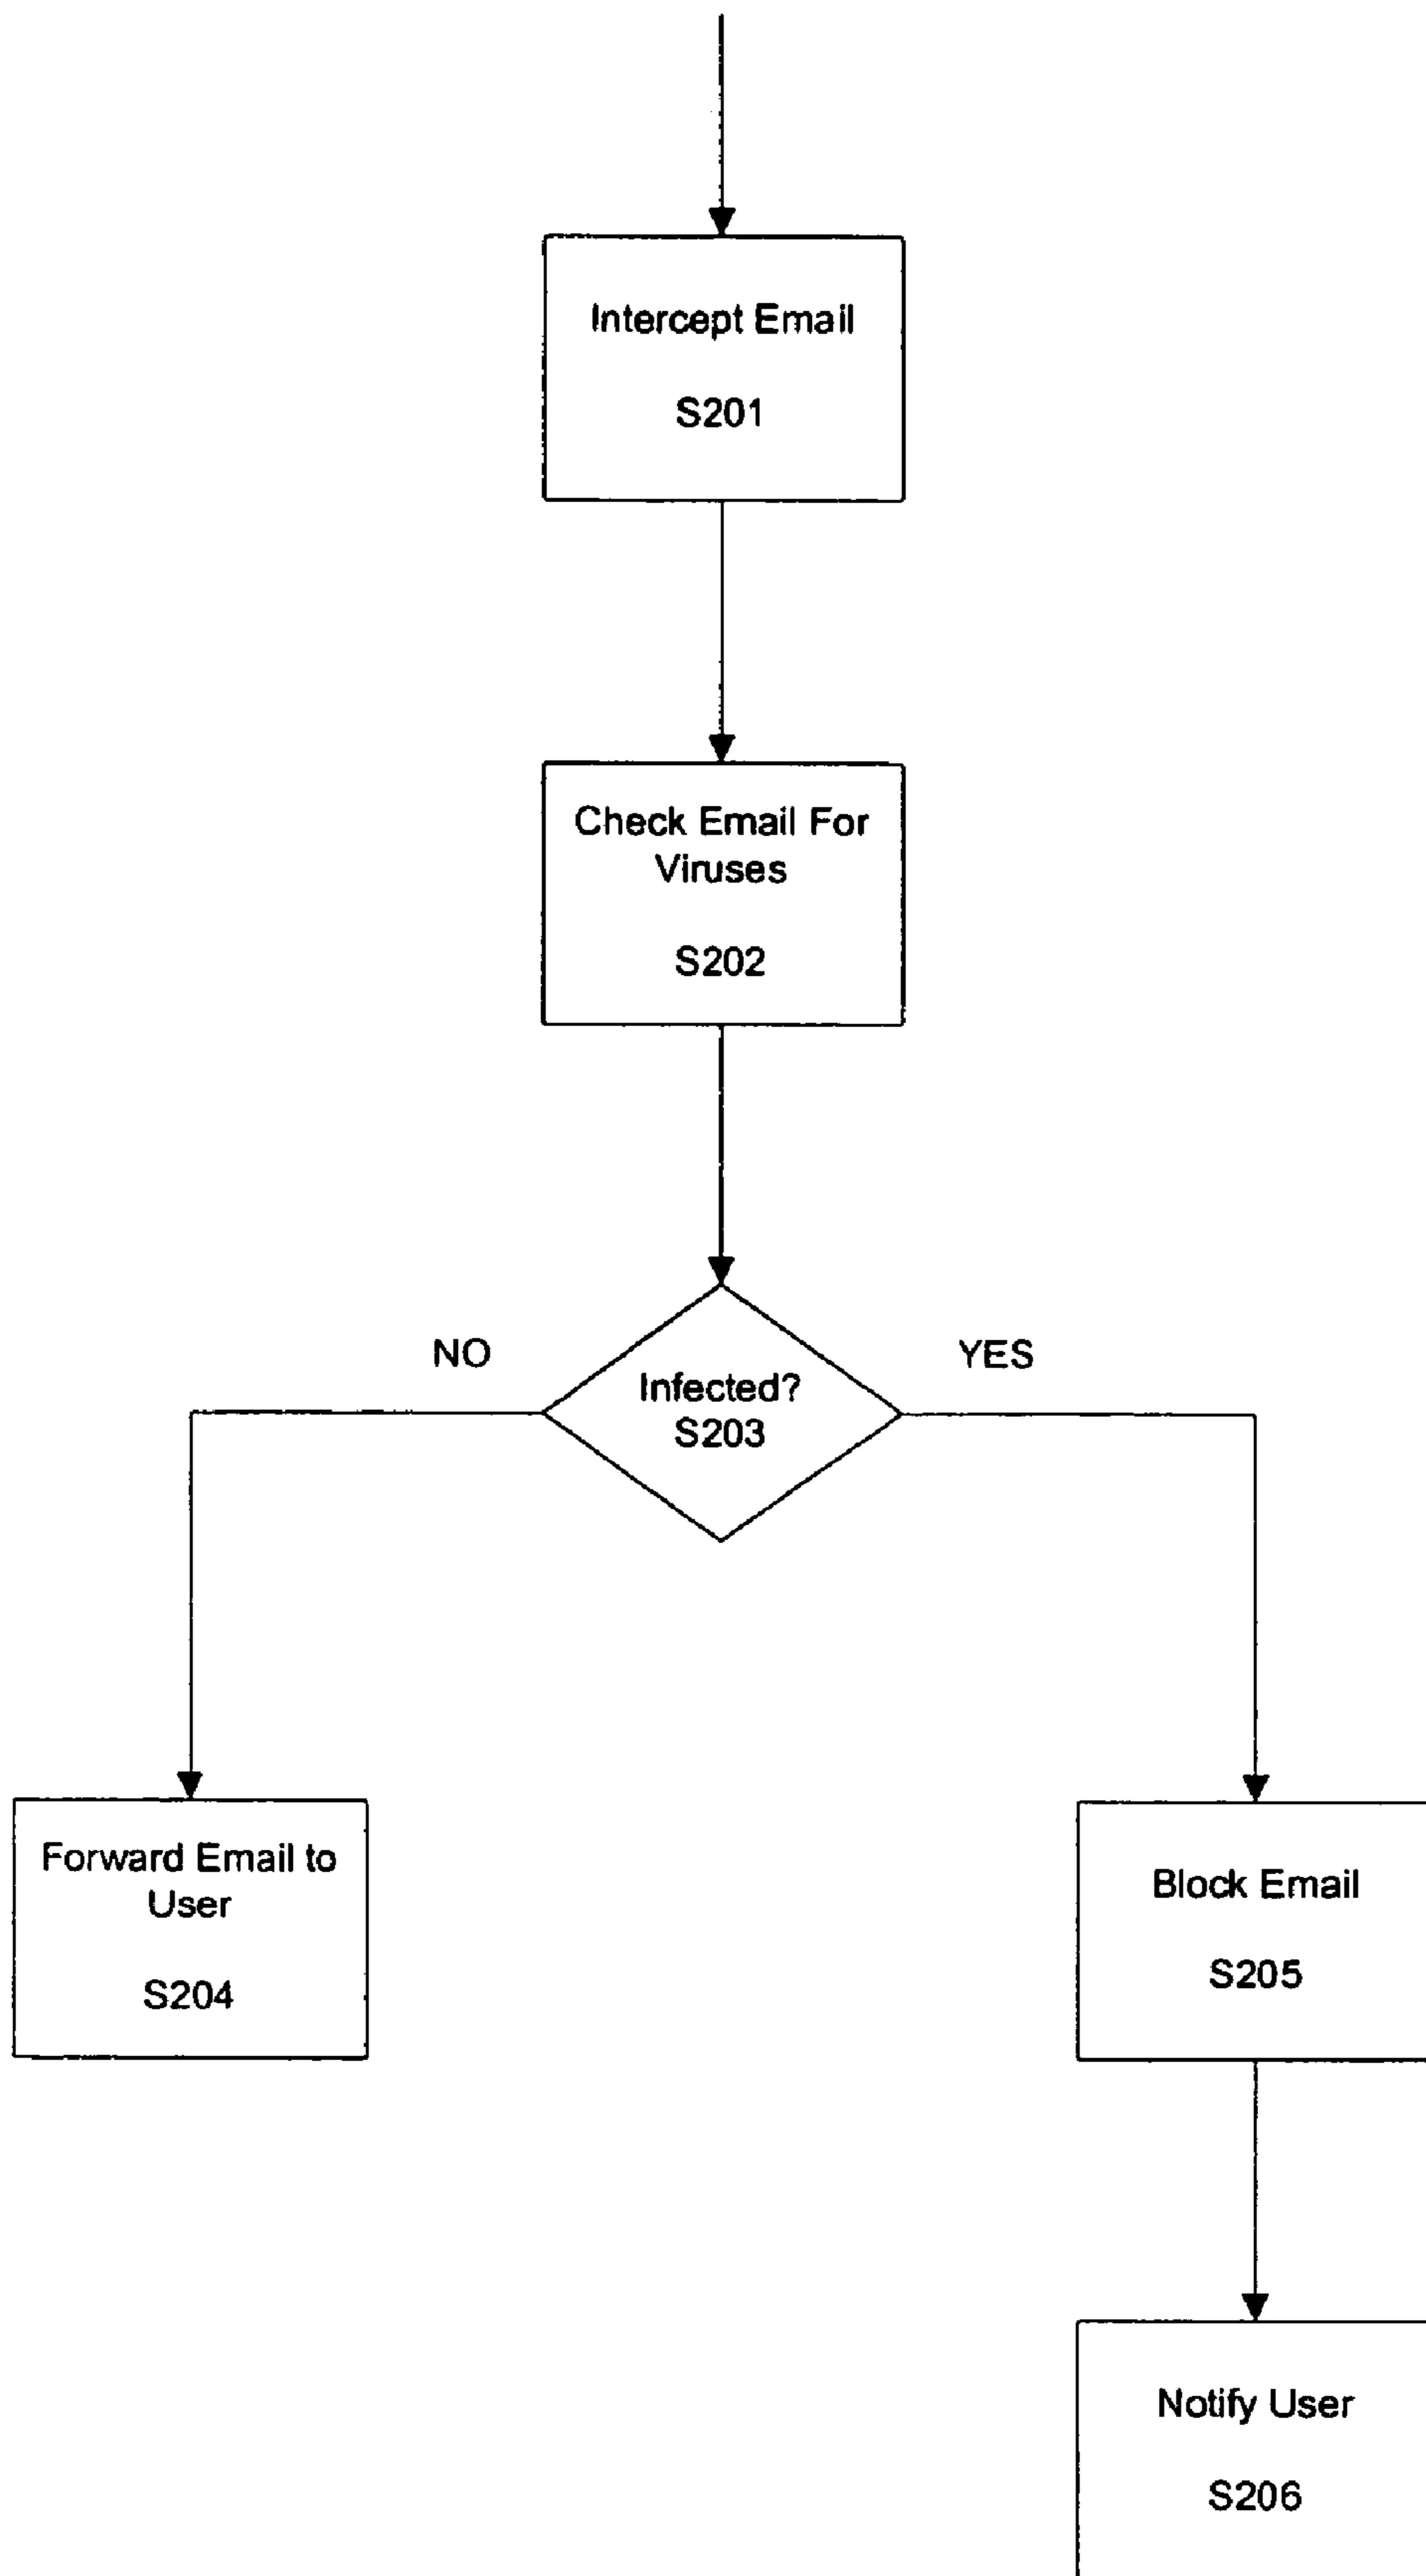 Intercept Email
S201
Check Email For
Viruses
S202
NO
YES
Infected?
S203
Forward Email to
User
S204
Block Email
S205
Notify User
S206